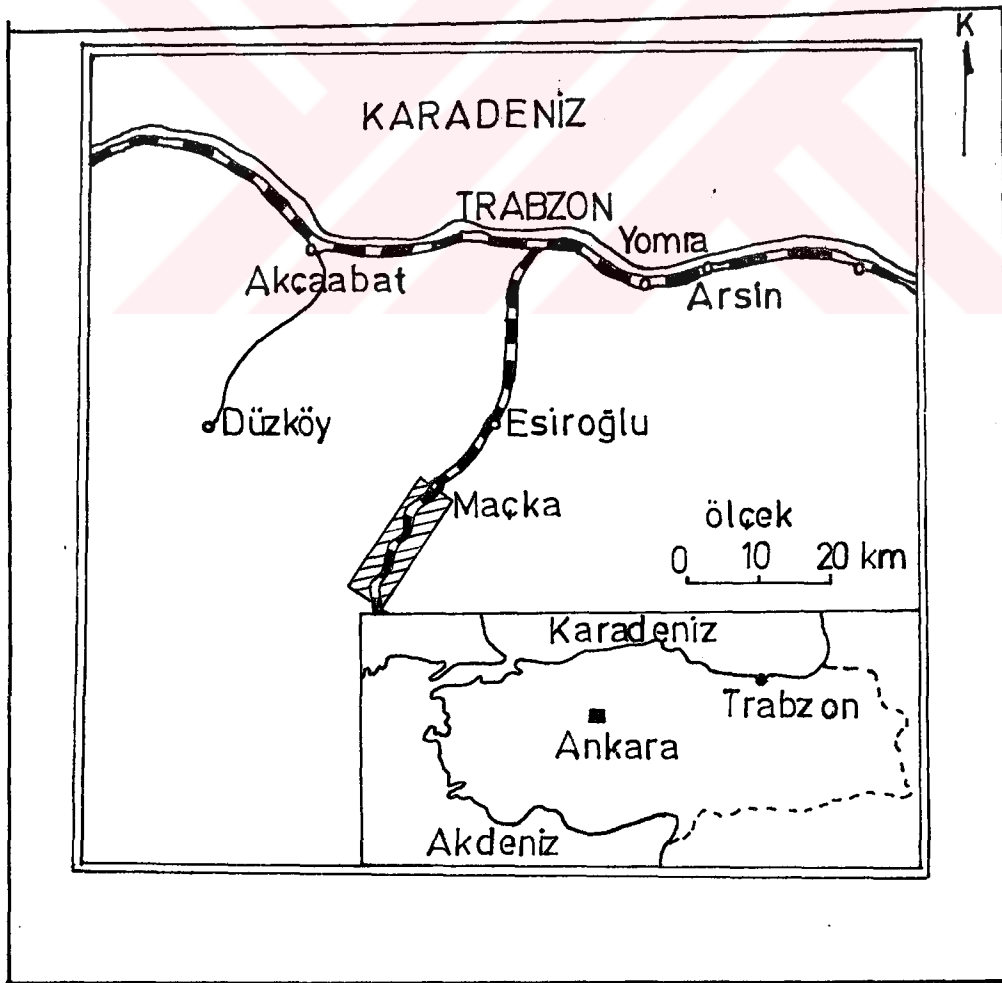 K
KARADENİZ
TRABZON
Yomra
Akçaabat
Arsin
Düzköy
Esiroğlu
Maçka
ölçek
0 10 20 km
Karadeniz
Trabzon
Ankara
Akdeniz